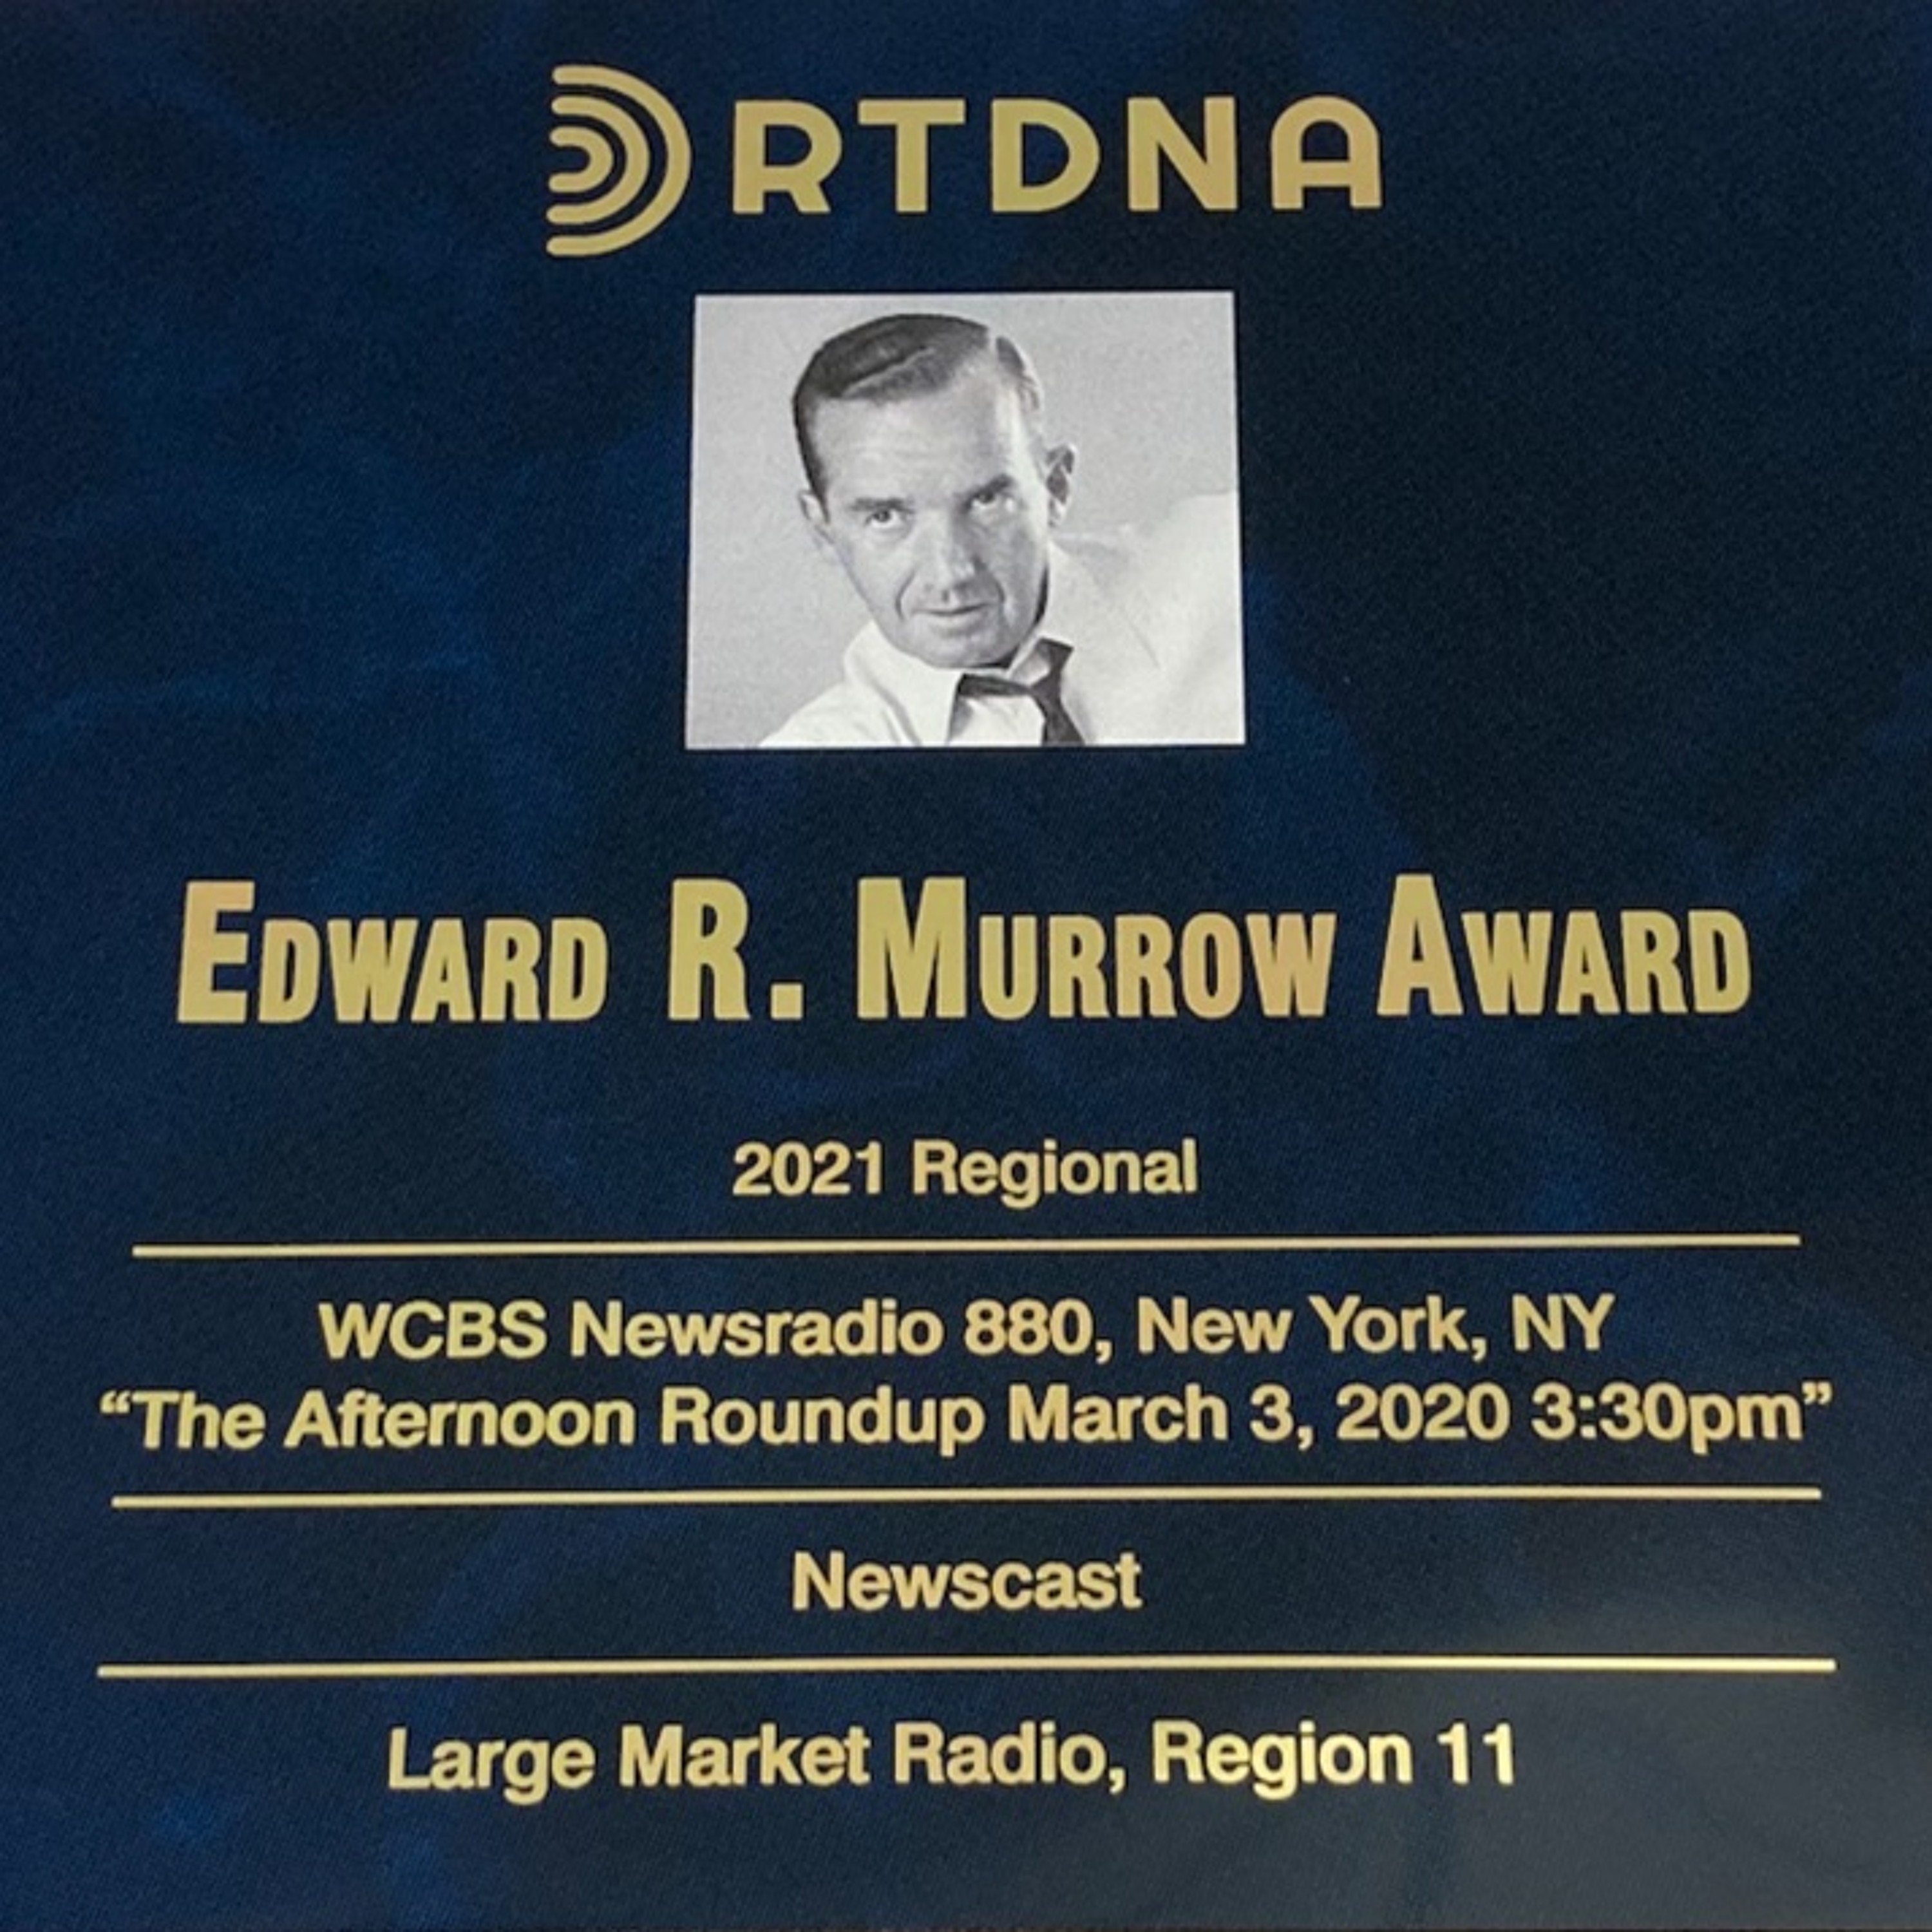 RTDNA
EDWARD R. MURROW AWARD
2021 Regional
WCBS Newsradio 880, New York, NY
“The Afternoon Roundup March 3, 2020 3:30pm”
Newscast
Large Market Radio, Region 11